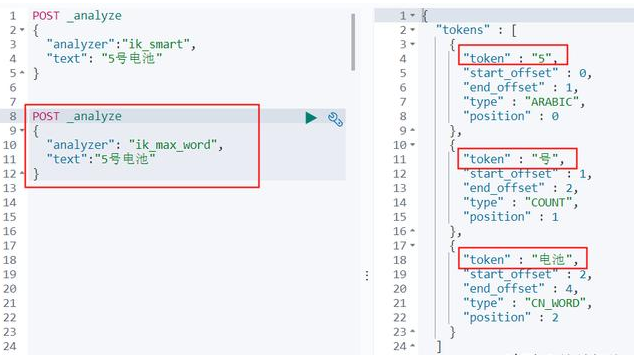 1 POST _analyze
2 {
3 "analyzer":"ik_smart",
4 "text": "5号电池"
5 }
6
7
8 POST _analyze
9 {
10 "analyzer": "ik_max_word",
11 "text":"5号电池"
12 }
13
14
15
16
17
18
19
20
21
22
23
24
1 {
2 "tokens" : [
3 {
4 "token" : "5",
5 "start_offset" : 0,
6 "end_offset" : 1,
7 "type" : "ARABIC",
8 "position" : 0
9 },
10 {
11 "token" : "号",
12 "start_offset" : 1,
13 "end_offset" : 2,
14 "type" : "COUNT",
15 "position" : 1
16 },
17 {
18 "token" : "电池",
19 "start_offset" : 2,
20 "end_offset" : 4,
21 "type" : "CN_WORD",
22 "position" : 2
23 }
24 ]